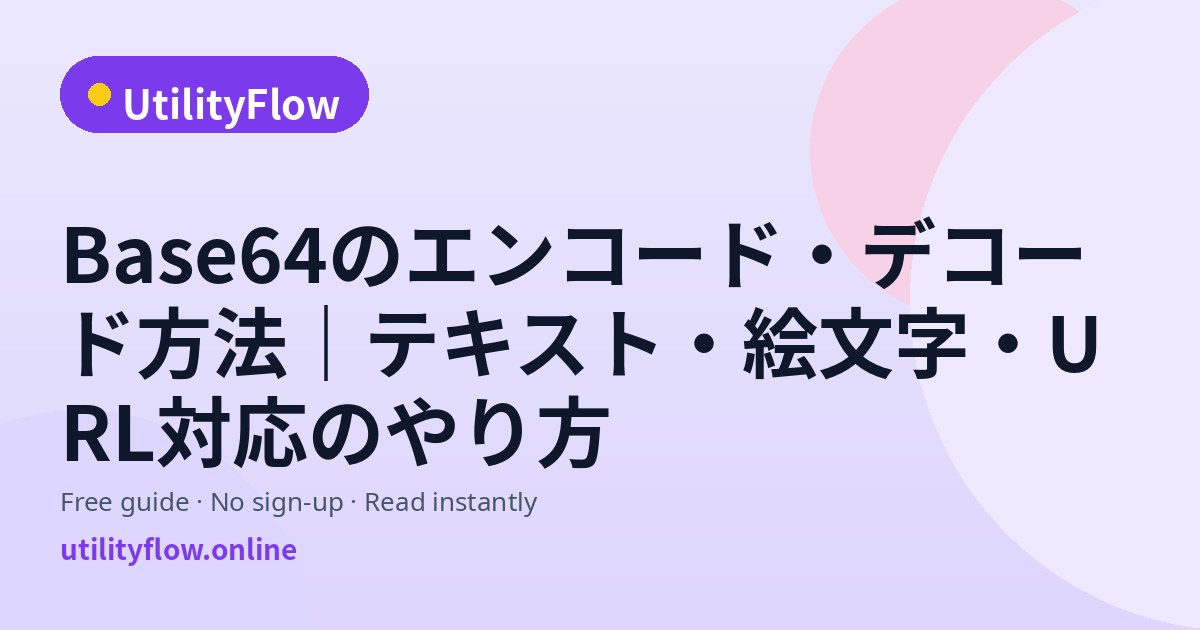 UtilityFlow
Base64のエンコード・デコー
ド方法｜テキスト・絵文字・U
RL対応のやり方
Free guide · No sign-up · Read instantly
utilityflow.online